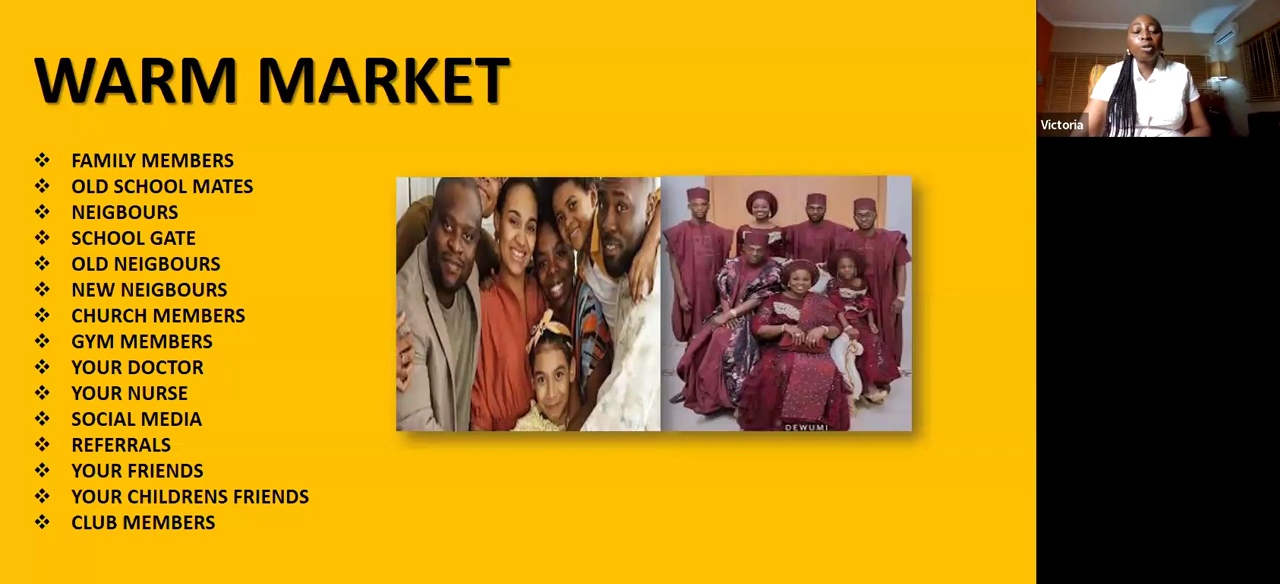 WARM MARKET
❖ FAMILY MEMBERS
❖ OLD SCHOOL MATES
❖ NEIGBOURS
❖ SCHOOL GATE
❖ OLD NEIGBOURS
❖ NEW NEIGBOURS
❖ CHURCH MEMBERS
❖ GYM MEMBERS
❖ YOUR DOCTOR
❖ YOUR NURSE
❖ SOCIAL MEDIA
❖ REFERRALS
❖ YOUR FRIENDS
❖ YOUR CHILDRENS FRIENDS
❖ CLUB MEMBERS
DEWUMI
Victoria